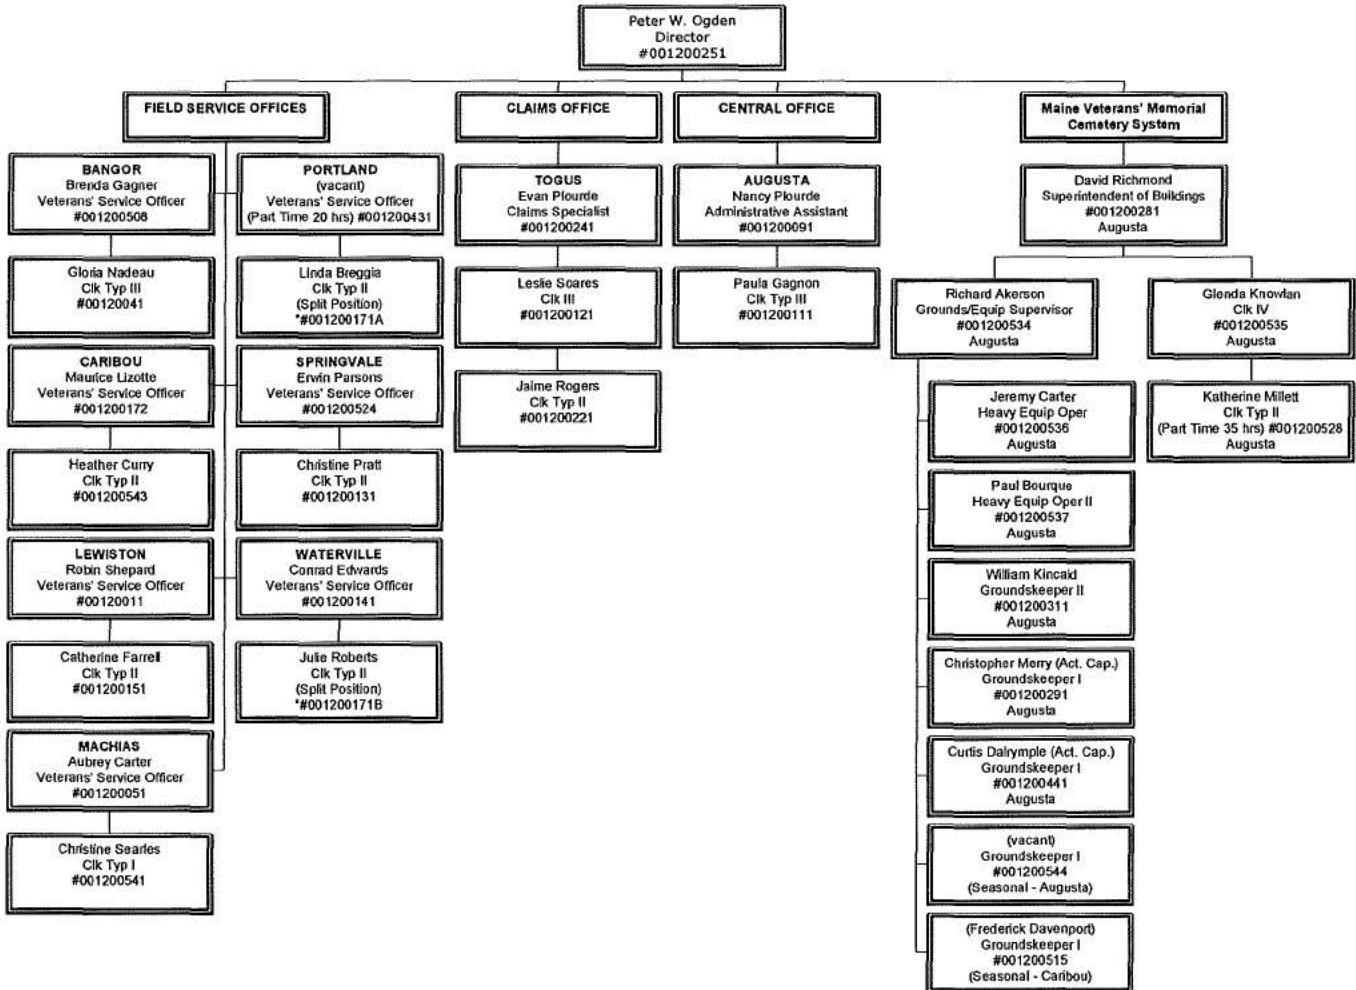 Peter W. Ogden
Director
#001200251
FIELD SERVICE OFFICES
BANGOR
Brenda Gagner
Veterans' Service Officer
#001200508
Gloria Nadeau
Clk Typ III
#00120041
CARIBOU
Maurice Lizotte
Veterans' Service Officer
#001200172
Heather Curry
Clk Typ II
#001200543
LEWISTON
Robin Shepard
Veterans' Service Officer
#00120011
Catherine Farrell
Clk Typ II
#001200151
MACHIAS
Aubrey Carter
Veterans' Service Officer
#001200051
Christine Searles
Clk Typ I
#001200541
PORTLAND
(vacant)
Veterans' Service Officer
(Part Time 20 hrs) #001200431
Linda Breggia
Clk Typ II
(Split Position)
*#001200171A
SPRINGVALE
Erwin Parsons
Veterans' Service Officer
#001200524
Christine Pratt
Clk Typ II
#001200131
WATERVILLE
Conrad Edwards
Veterans' Service Officer
#001200141
Julie Roberts
Clk Typ II
(Split Position)
*#001200171B
CLAIMS OFFICE
TOGUS
Evan Plourde
Claims Specialist
#001200241
Leslie Soares
Clk III
#001200121
Jaime Rogers
Clk Typ II
#001200221
CENTRAL OFFICE
AUGUSTA
Nancy Plourde
Administrative Assistant
#001200091
Paula Gagnon
Clk Typ III
#001200111
Maine Veterans' Memorial
Cemetery System
David Richmond
Superintendent of Buildings
#001200281
Augusta
Richard Akerson
Grounds/Equip Supervisor
#001200534
Augusta
Jeremy Carter
Heavy Equip Oper
#001200536
Augusta
Paul Bourque
Heavy Equip Oper II
#001200537
Augusta
William Kincaid
Groundskeeper II
#001200311
Augusta
Christopher Merry (Act. Cap.)
Groundskeeper I
#001200291
Augusta
Curtis Dalrymple (Act. Cap.)
Groundskeeper I
#001200441
Augusta
(vacant)
Groundskeeper I
#001200544
(Seasonal - Augusta)
(Frederick Davenport)
Groundskeeper I
#001200515
(Seasonal - Caribou)
Glenda Knowlan
Clk IV
#001200535
Augusta
Katherine Millett
Clk Typ II
(Part Time 35 hrs) #001200528
Augusta